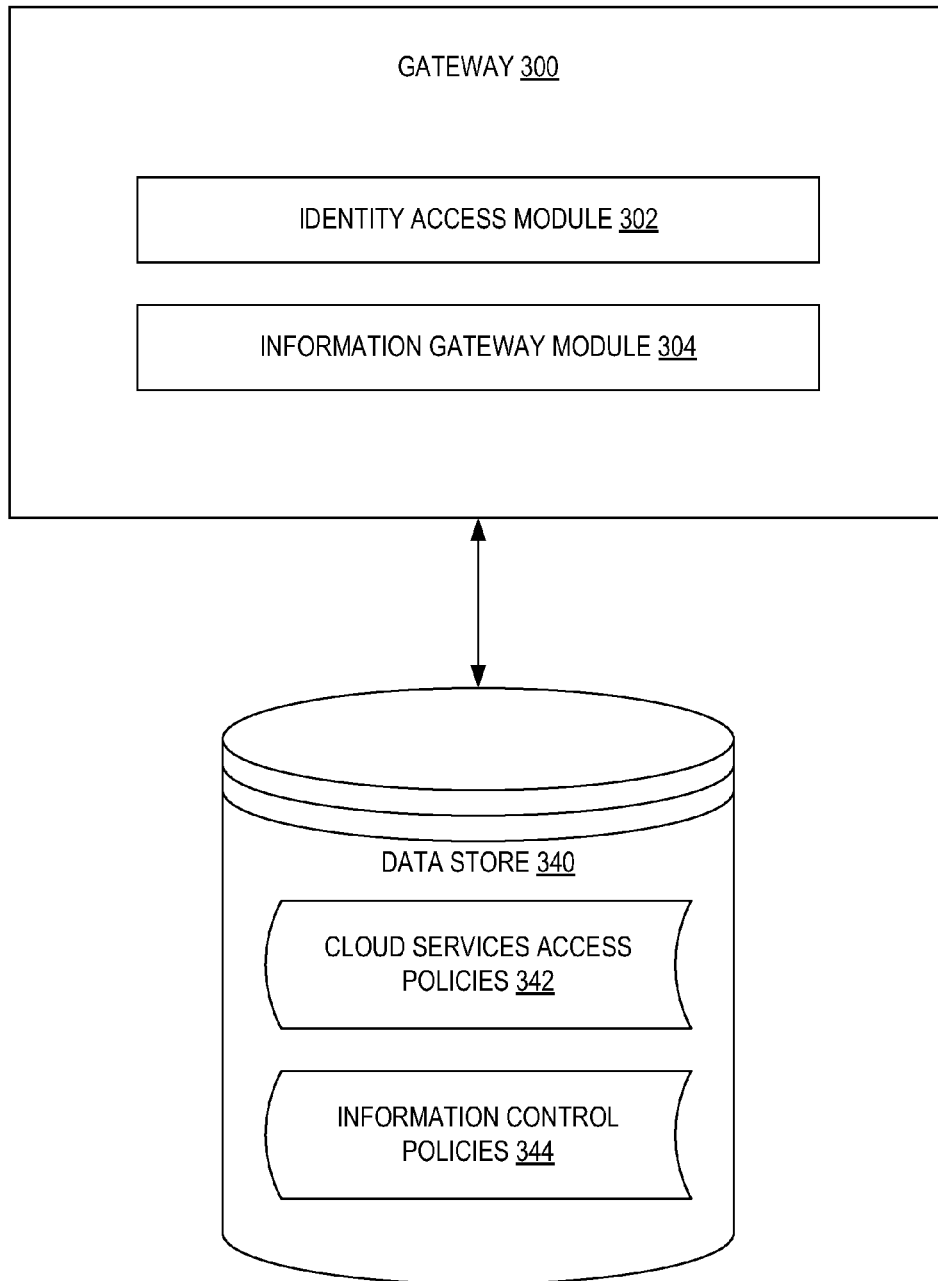 GATEWAY 300
IDENTITY ACCESS MODULE 302
INFORMATION GATEWAY MODULE 304
DATA STORE 340
CLOUD SERVICES ACCESS
POLICIES 342
INFORMATION CONTROL
POLICIES 344